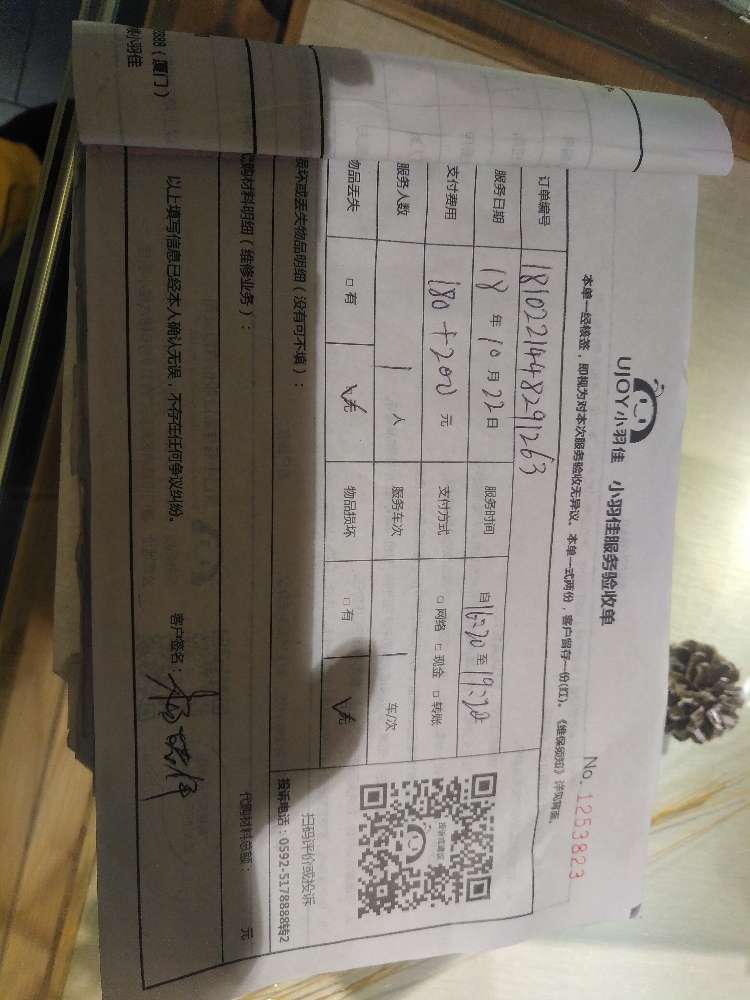 UJOY小羽佳 小羽佳服务验收单
No. 1253823
本单一经核签，即视为对本次服务验收无异议。本单一式两份，客户留存一份(红)。《维保须知》详见背面。
订单编号 1810221448291263
服务日期 18 年 10 月 22 日 服务时间 自 16:30 至 19:30
支付费用 180+200 元 支付方式 □网络 □现金 □转账
服务人数 1 人 服务车次 1 车/次
物品丢失 □有 无 物品损坏 □有 无
扫码评价或投诉
投诉电话：0592-5178888转2
损坏或丢失物品明细（没有可不填）：
代购材料明细（维修业务）：
代购材料总额： 元
以上填写信息已经本人确认无误，不存在任何争议纠纷。 客户签名：
（厦门）
小羽佳